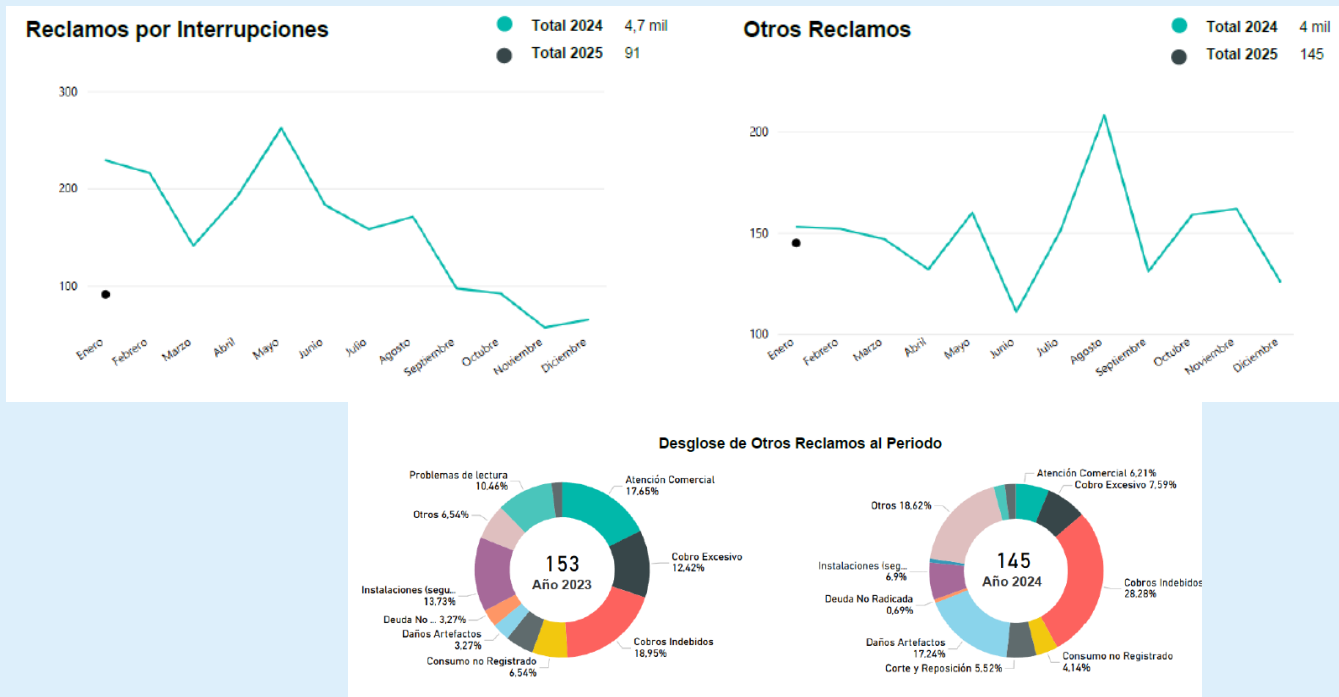 Reclamos por Interrupciones
Total 2024 4,7 mil
Total 2025 91
300
200
100
Enero
Febrero
Marzo
Abril
Mayo
Junio
Julio
Agosto
Septiembre
Octubre
Noviembre
Diciembre
Otros Reclamos
Total 2024 4 mil
Total 2025 145
200
150
100
Enero
Febrero
Marzo
Abril
Mayo
Junio
Julio
Agosto
Septiembre
Octubre
Noviembre
Diciembre
Desglose de Otros Reclamos al Periodo
Problemas de lectura
10.46%
Atención Comercial
17.65%
Otros 6,54%
Cobro Excesivo
12,42%
153
Año 2023
Instalaciones (segu...
13,73%
Deuda No ... 3,27%
Daños Artefactos
3.27%
Cobros Indebidos
18,95%
Consumo no Registrado
6.54%
Atención Comercial 6,21%
Cobro Excesivo 7,59%
Otros 18,62%
145
Año 2024
Instalaciones (seg...
6.9%
Cobros Indebidos
28.28%
Deuda No Radicada
0,69%
Daños Artefactos
17,24%
Corte y Reposición 5,52%
Consumo no Registrado
4,14%